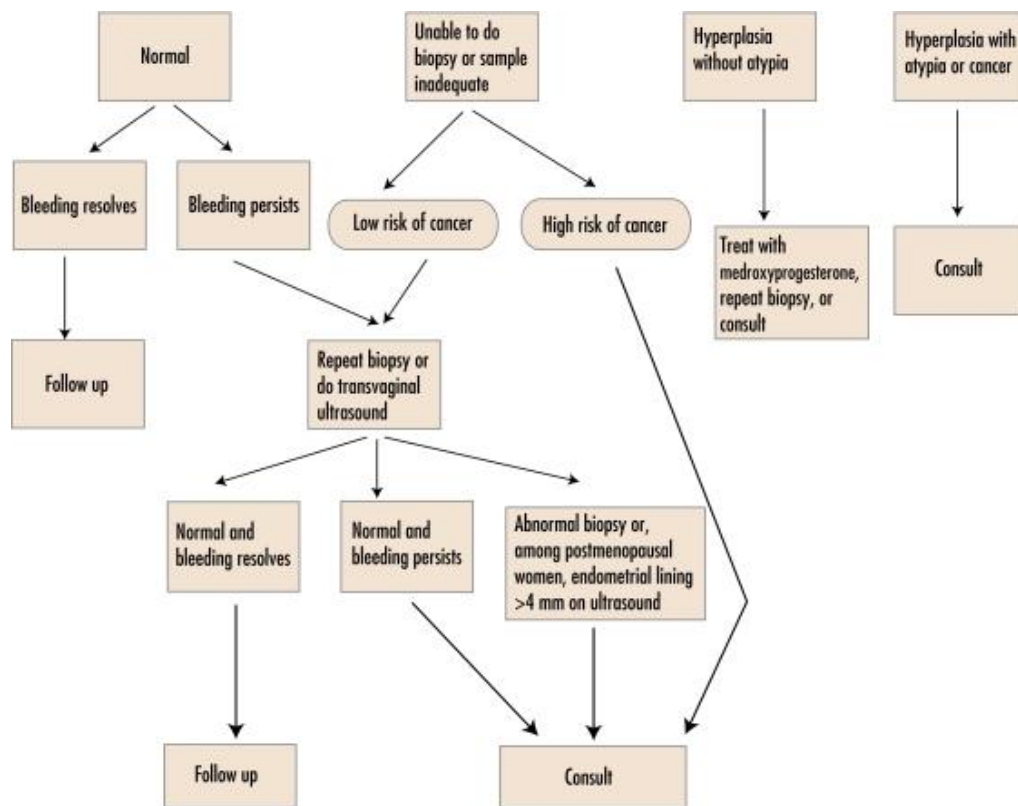 Normal
Unable to do
biopsy or sample
inadequate
Hyperplasia
without atypia
Hyperplasia with
atypia or cancer
Bleeding resolves
Bleeding persists
Low risk of cancer
High risk of cancer
Treat with
medroxyprogesterone,
repeat biopsy, or
consult
Consult
Follow up
Repeat biopsy or
do transvaginal
ultrasound
Normal and
bleeding resolves
Normal and
bleeding persists
Abnormal biopsy or,
among postmenopausal
women, endometrial lining
>4 mm on ultrasound
Follow up
Consult